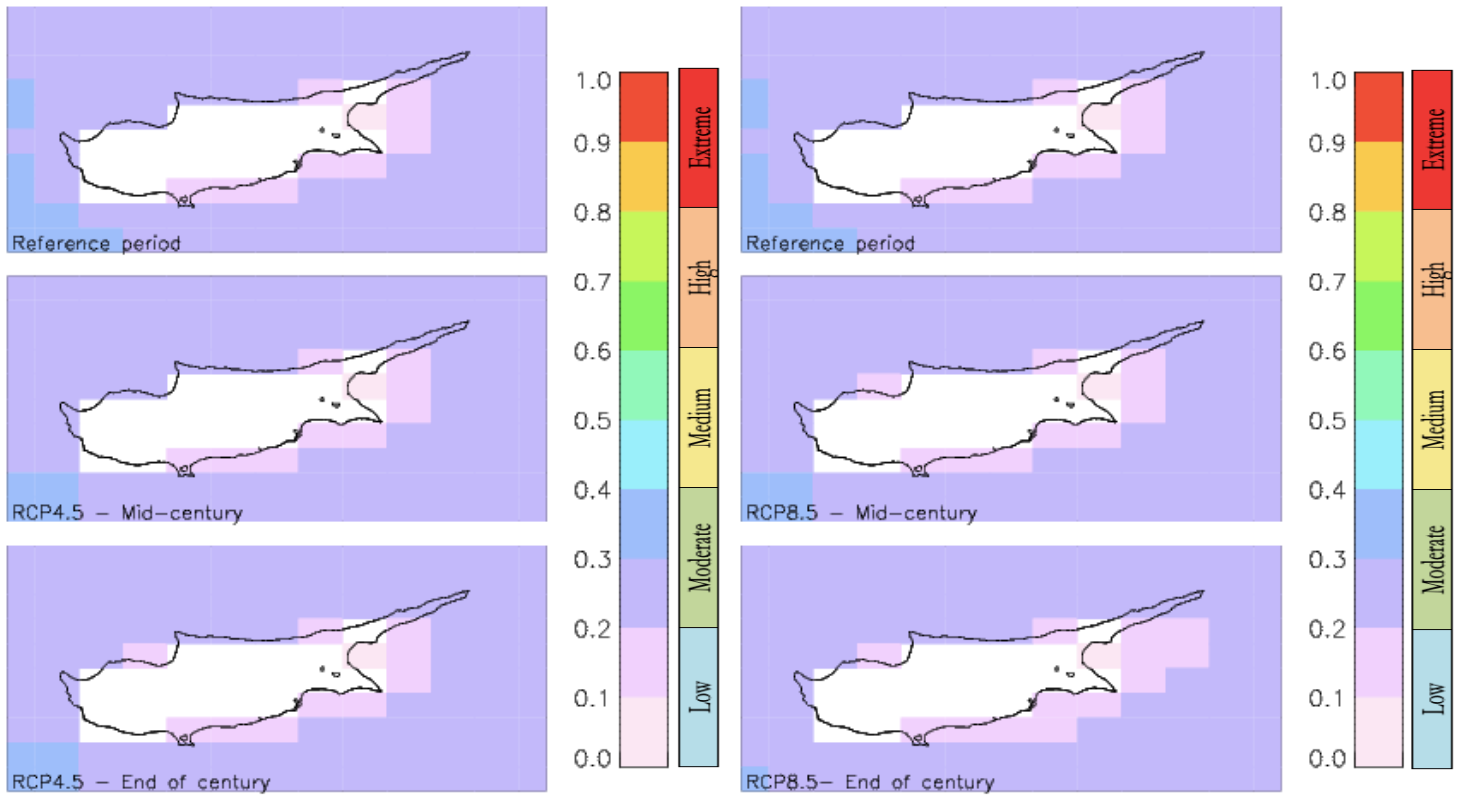 Reference period
RCP4.5 – Mid-century
RCP4.5 – End of century
1.0
0.9
0.8
0.7
0.6
0.5
0.4
0.3
0.2
0.1
0.0
Extreme
High
Medium
Moderate
Low
Reference period
RCP8.5 – Mid-century
RCP8.5– End of century
1.0
0.9
0.8
0.7
0.6
0.5
0.4
0.3
0.2
0.1
0.0
Extreme
High
Medium
Moderate
Low